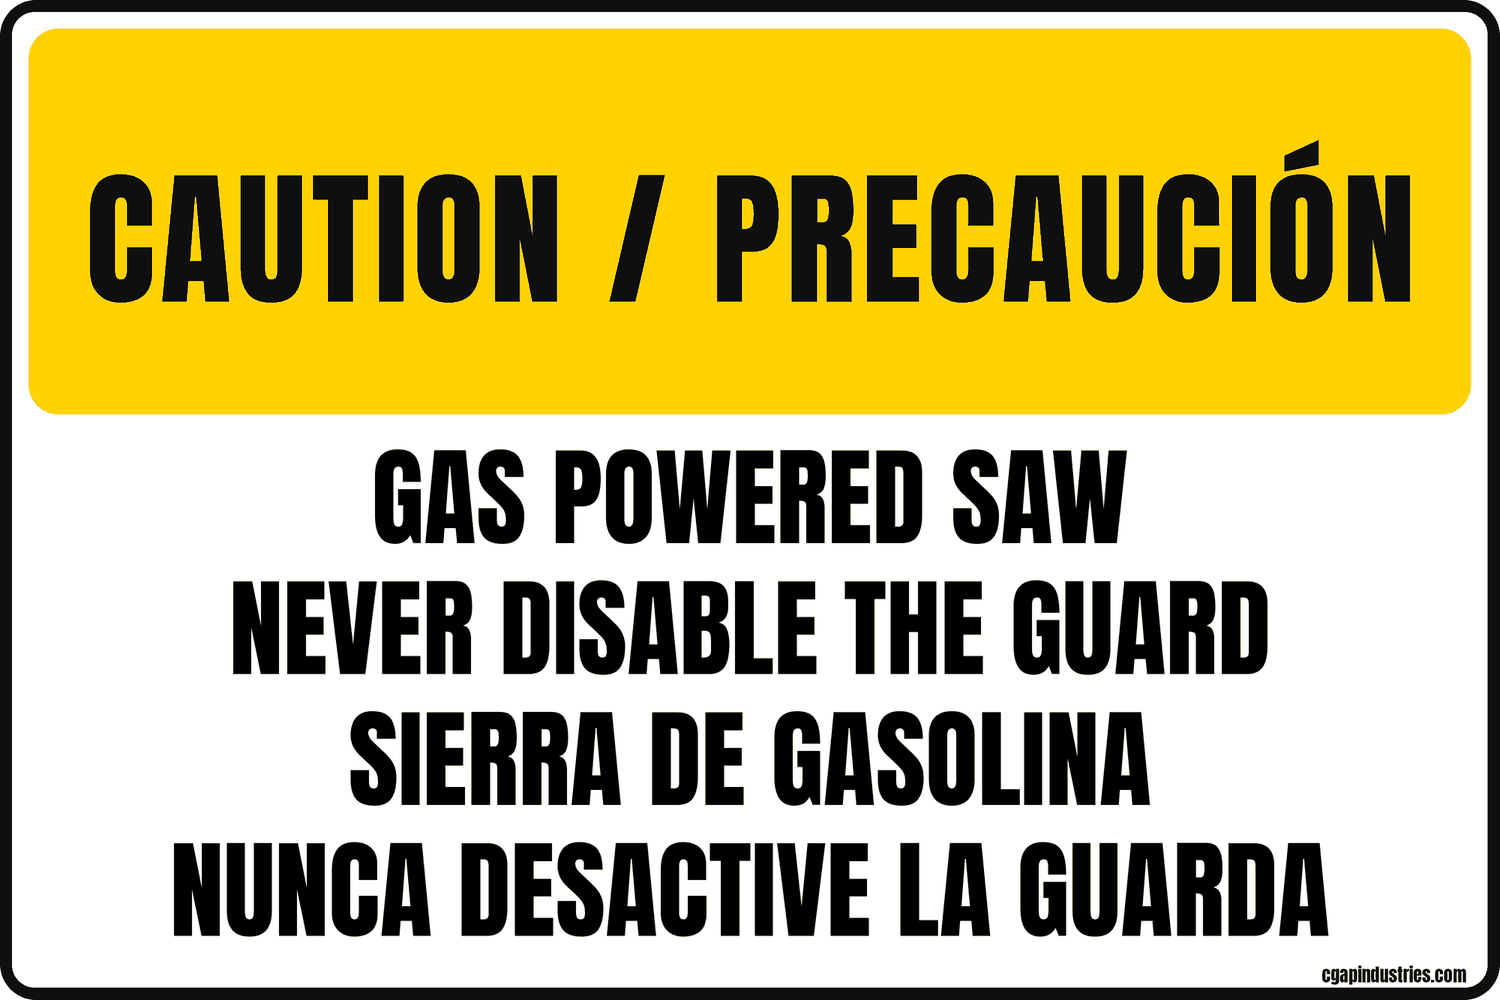 CAUTION / PRECAUCIÓN
GAS POWERED SAW
NEVER DISABLE THE GUARD
SIERRA DE GASOLINA
NUNCA DESACTIVE LA GUARDA
cgapindustries.com